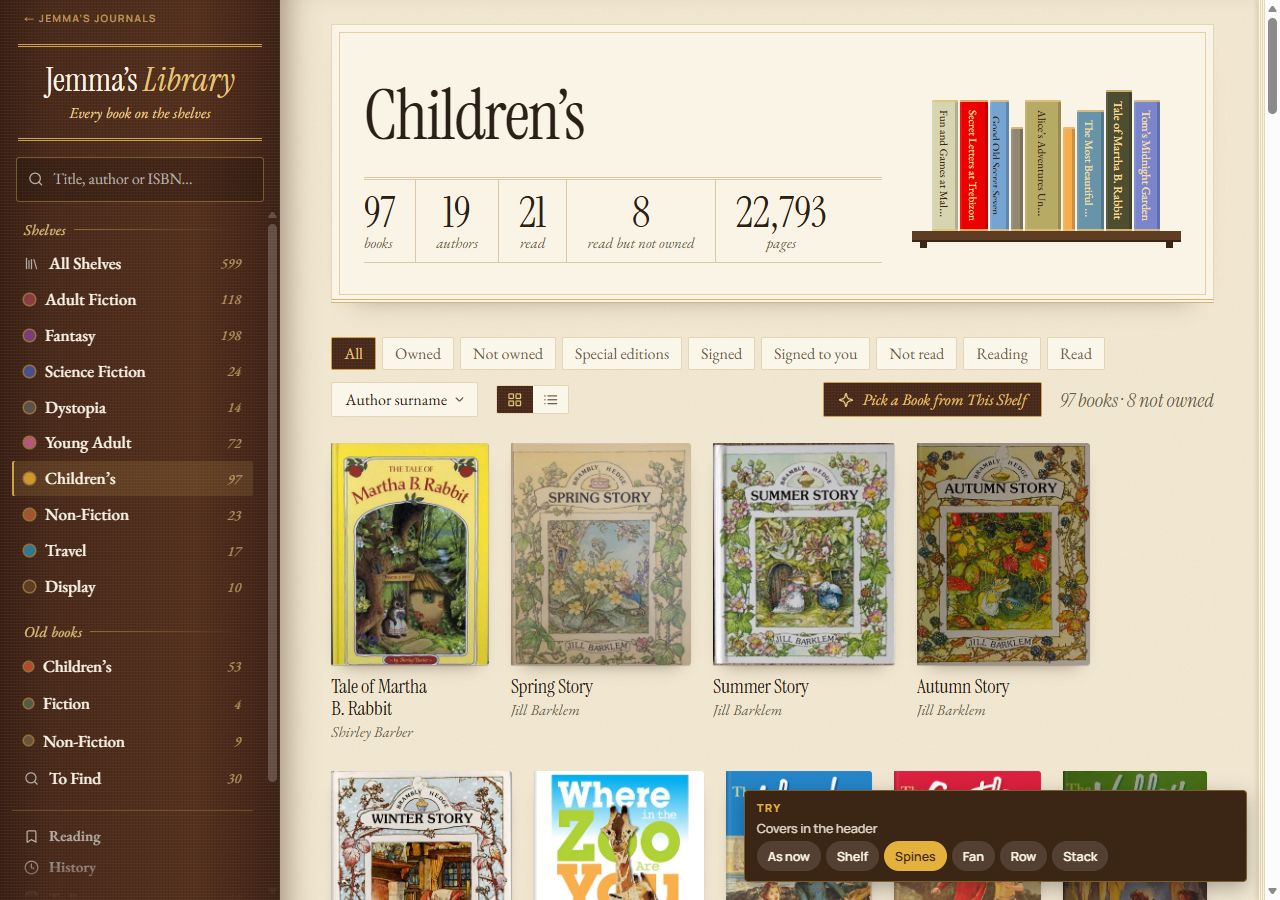 ← JEMMA'S JOURNALS
Jemma's Library
Every book on the shelves
Title, author or ISBN...
Shelves
All Shelves 599
Adult Fiction 118
Fantasy 198
Science Fiction 24
Dystopia 14
Young Adult 72
Children's 97
Non-Fiction 23
Travel 17
Display 10
Old books
Children's 53
Fiction 4
Non-Fiction 9
To Find 30
Reading
History
Children's
97 books
19 authors
21 read
8 read but not owned
22,793 pages
Fun and Games at Mal...
Secret Letters at Trebizon
Good Old Secret Seven
Alice's Adventures Un...
The Most Beautiful ...
Tale of Martha B. Rabbit
Tom's Midnight Garden
All Owned Not owned Special editions Signed Signed to you Not read Reading Read
Author surname
Pick a Book from This Shelf
97 books · 8 not owned
THE TALE OF
Martha B. Rabbit
by Shirley Barber
BRAMBLY HEDGE
SPRING STORY
JILL BARKLEM
BRAMBLY HEDGE
SUMMER STORY
JILL BARKLEM
BRAMBLY HEDGE
AUTUMN STORY
JILL BARKLEM
Tale of Martha
B. Rabbit
Shirley Barber
Spring Story
Jill Barklem
Summer Story
Jill Barklem
Autumn Story
Jill Barklem
BRAMBLY HEDGE
WINTER STORY
Where
in the
Zoo
Are
You
The
The
The
TRY
Covers in the header
As now Shelf Spines Fan Row Stack